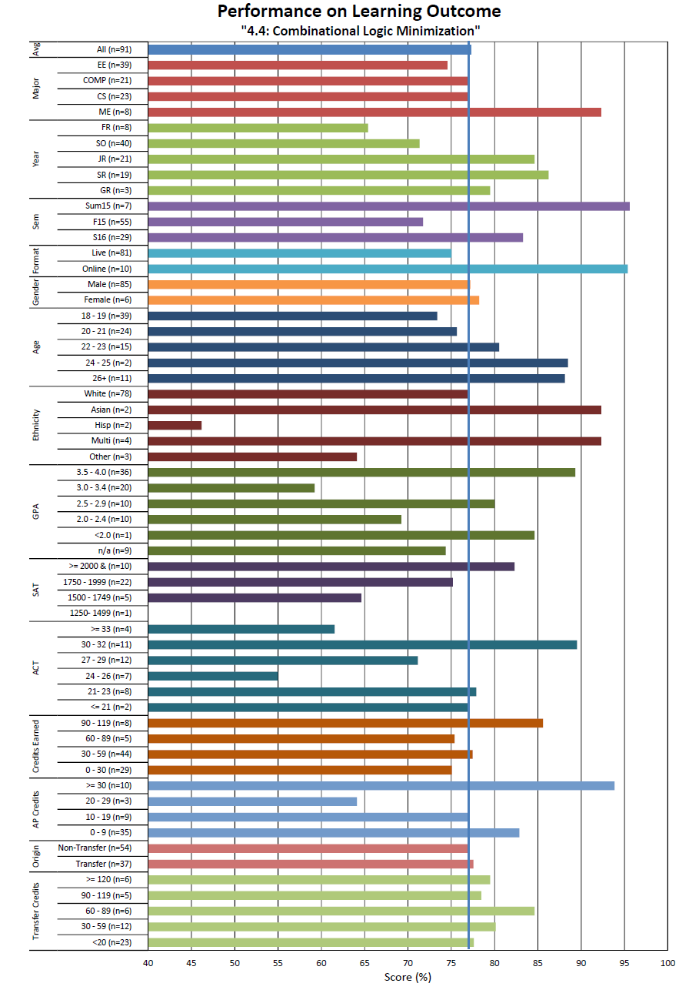 Performance on Learning Outcome
"4.4: Combinational Logic Minimization"
Avg
All (n=91)
Major
EE (n=39)
COMP (n=21)
CS (n=23)
ME (n=8)
Year
FR (n=8)
SO (n=40)
JR (n=21)
SR (n=19)
GR (n=3)
Sem
Sum15 (n=7)
F15 (n=55)
S16 (n=29)
Format
Live (n=81)
Online (n=10)
Gender
Male (n=85)
Female (n=6)
Age
18 - 19 (n=39)
20 - 21 (n=24)
22 - 23 (n=15)
24 - 25 (n=2)
26+ (n=11)
Ethnicity
White (n=78)
Asian (n=2)
Hisp (n=2)
Multi (n=4)
Other (n=3)
GPA
3.5 - 4.0 (n=36)
3.0 - 3.4 (n=20)
2.5 - 2.9 (n=10)
2.0 - 2.4 (n=10)
<2.0 (n=1)
n/a (n=9)
SAT
>= 2000 & (n=10)
1750 - 1999 (n=22)
1500 - 1749 (n=5)
1250- 1499 (n=1)
ACT
>= 33 (n=4)
30 - 32 (n=11)
27 - 29 (n=12)
24 - 26 (n=7)
21- 23 (n=8)
<= 21 (n=2)
Credits Earned
90 - 119 (n=8)
60 - 89 (n=5)
30 - 59 (n=44)
0 - 30 (n=29)
AP Credits
>= 30 (n=10)
20 - 29 (n=3)
10 - 19 (n=9)
0 - 9 (n=35)
Origin
Non-Transfer (n=54)
Transfer (n=37)
Transfer Credits
>= 120 (n=6)
90 - 119 (n=5)
60 - 89 (n=6)
30 - 59 (n=12)
<20 (n=23)
40 45 50 55 60 65 70 75 80 85 90 95 100
Score (%)